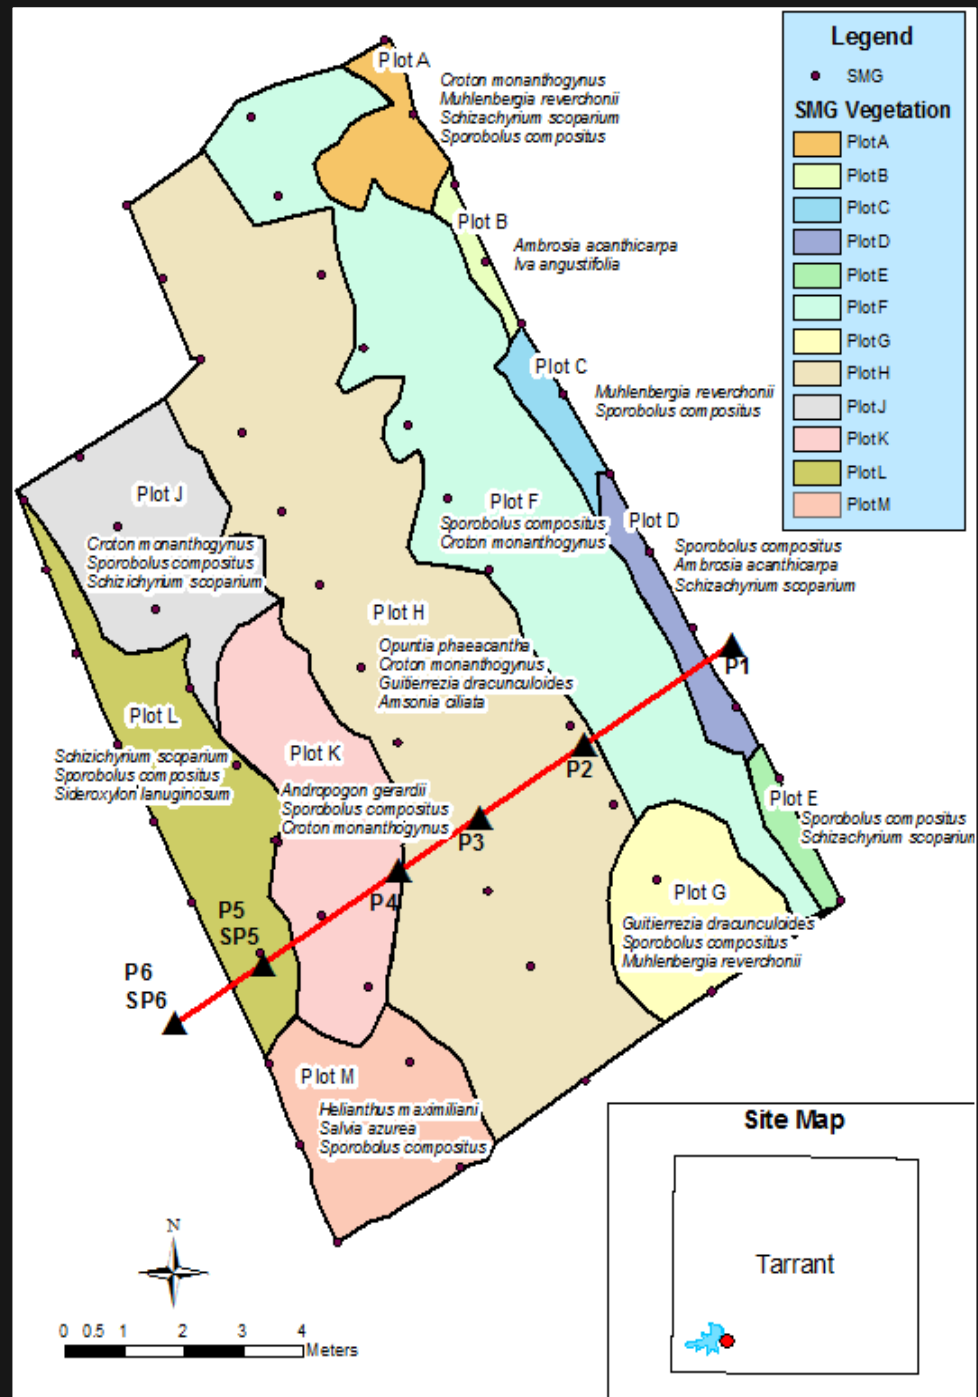 Plot A
Croton monanthogynus
Muhlenbergia reverchonii
Schizachyrium scoparium
Sporobolus compositus
Legend
SMG
SMG Vegetation
Plot A
Plot B
Plot C
Plot D
Plot E
Plot F
Plot G
Plot H
Plot J
Plot K
Plot L
Plot M
Plot B
Ambrosia acanthicarpa
Iva angustifolia
Plot C
Muhlenbergia reverchonii
Sporobolus compositus
Plot J
Croton monanthogynus
Sporobolus compositus
Schizichyrium scoparium
Plot F
Sporobolus compositus
Croton monanthogynus
Plot D
Sporobolus compositus
Ambrosia acanthicarpa
Schizachyrium scoparium
Plot H
Opuntia phaeacantha
Croton monanthogynus
Guitierrezia dracunculoides
Amsonia ciliata
P1
Plot L
Schizichyrium scoparium
Sporobolus compositus
Sideroxylon lanuginosum
Plot K
Andropogon gerardii
Sporobolus compositus
Croton monanthogynus
P2
P3
Plot E
Sporobolus compositus
Schizachyrium scoparium
P4
Plot G
Guitierrezia dracunculoides
Sporobolus compositus
Muhlenbergia reverchonii
P5
SP5
P6
SP6
Plot M
Helianthus maximiliani
Salvia azurea
Sporobolus compositus
Site Map
Tarrant
N
0 0.5 1 2 3 4
Meters